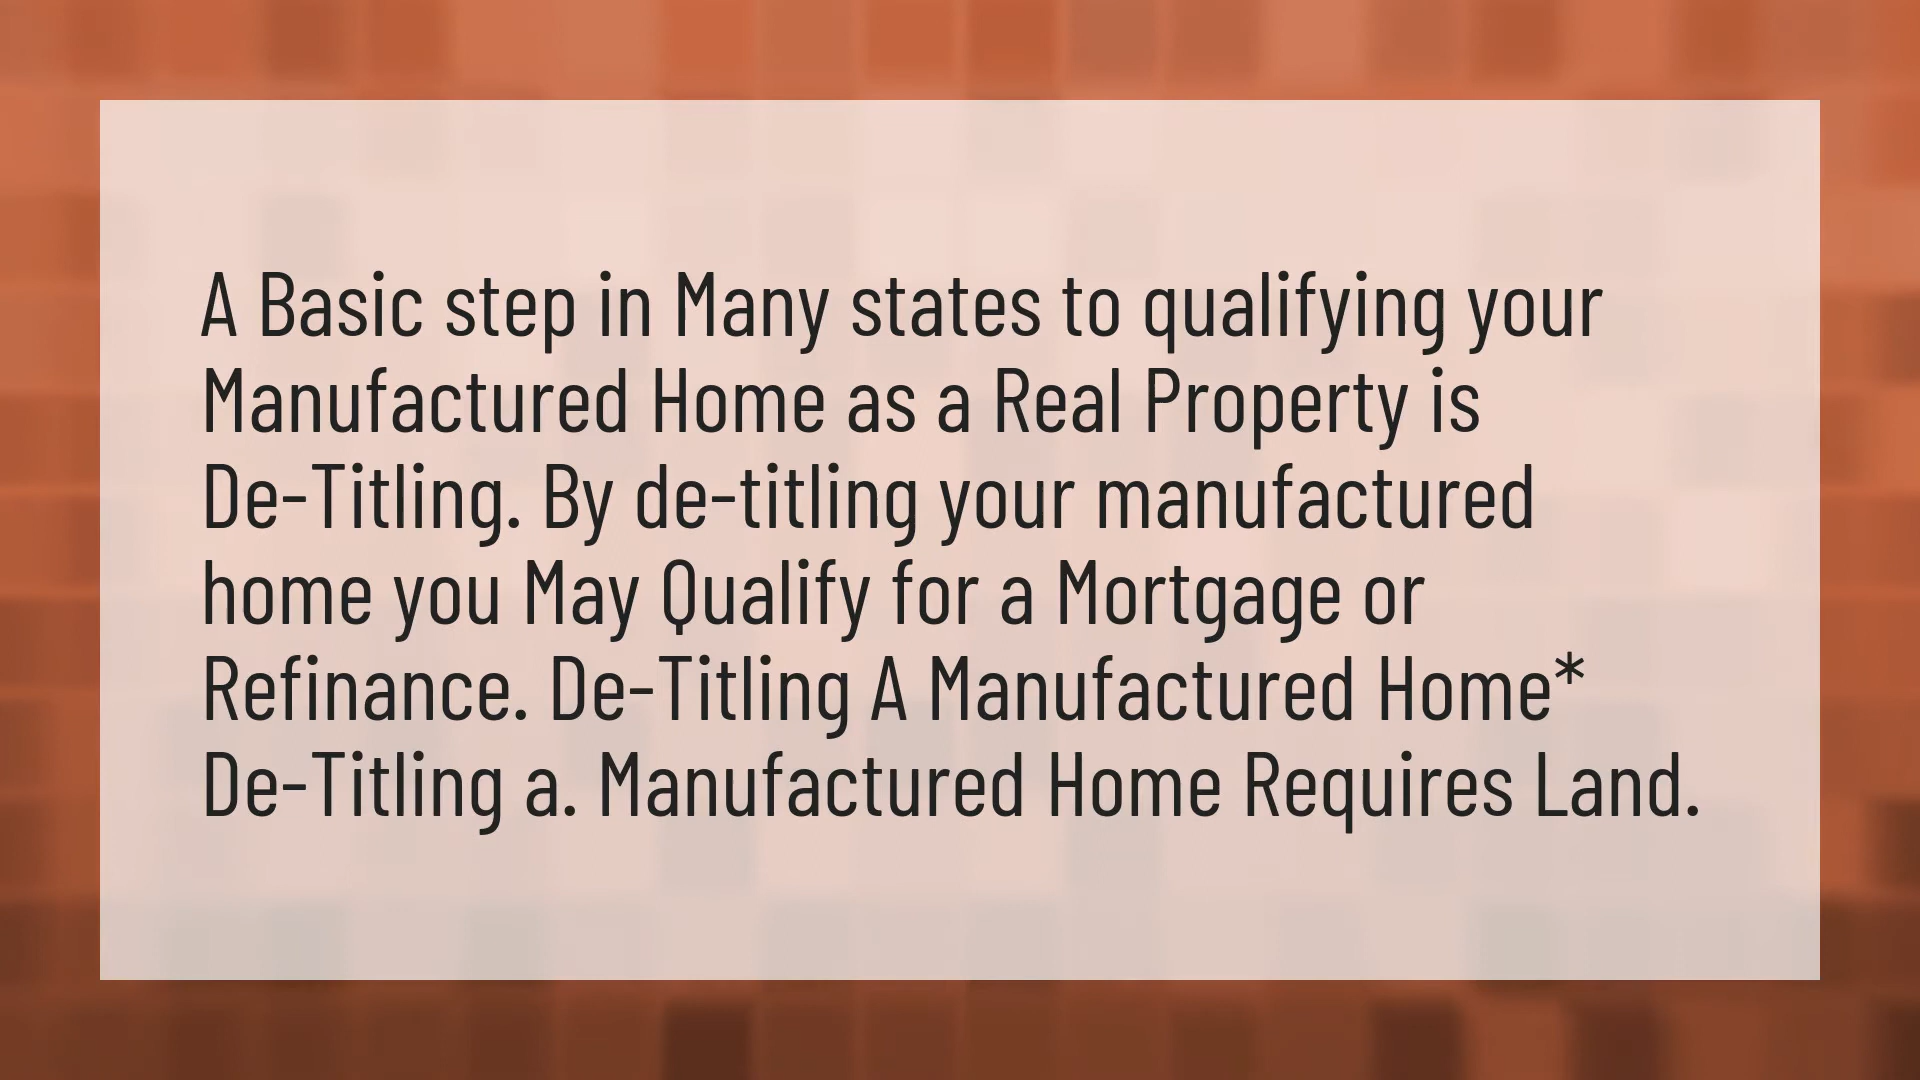 A Basic step in Many states to qualifying your
Manufactured Home as a Real Property is
De-Titling. By de-titling your manufactured
home you May Qualify for a Mortgage or
Refinance. De-Titling A Manufactured Home*
De-Titling a. Manufactured Home Requires Land.